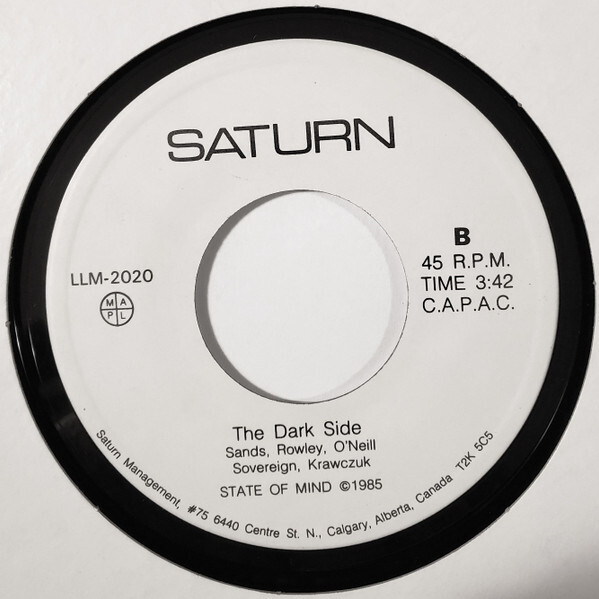 SATURN
LLM-2020
M A
P L
B
45 R.P.M.
TIME 3:42
C.A.P.A.C.
The Dark Side
Sands, Rowley, O'Neill
Sovereign, Krawczuk
STATE OF MIND ©1985
Saturn Management, #75 6440 Centre St. N., Calgary, Alberta, Canada T2K 5C5